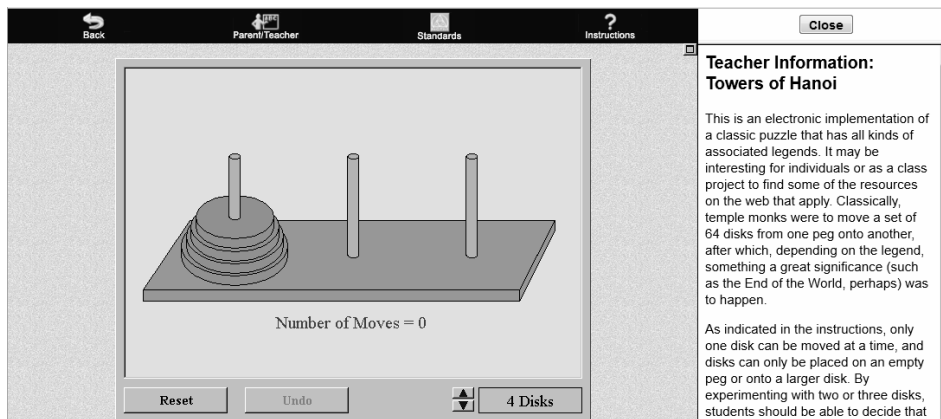 Back
Parent/Teacher
ABC
Standards
?
Instructions
Number of Moves = 0
Reset
Undo
4 Disks
Close
Teacher Information:
Towers of Hanoi
This is an electronic implementation of
a classic puzzle that has all kinds of
associated legends. It may be
interesting for individuals or as a class
project to find some of the resources
on the web that apply. Classically,
temple monks were to move a set of
64 disks from one peg onto another,
after which, depending on the legend,
something a great significance (such
as the End of the World, perhaps) was
to happen.
As indicated in the instructions, only
one disk can be moved at a time, and
disks can only be placed on an empty
peg or onto a larger disk. By
experimenting with two or three disks,
students should be able to decide that